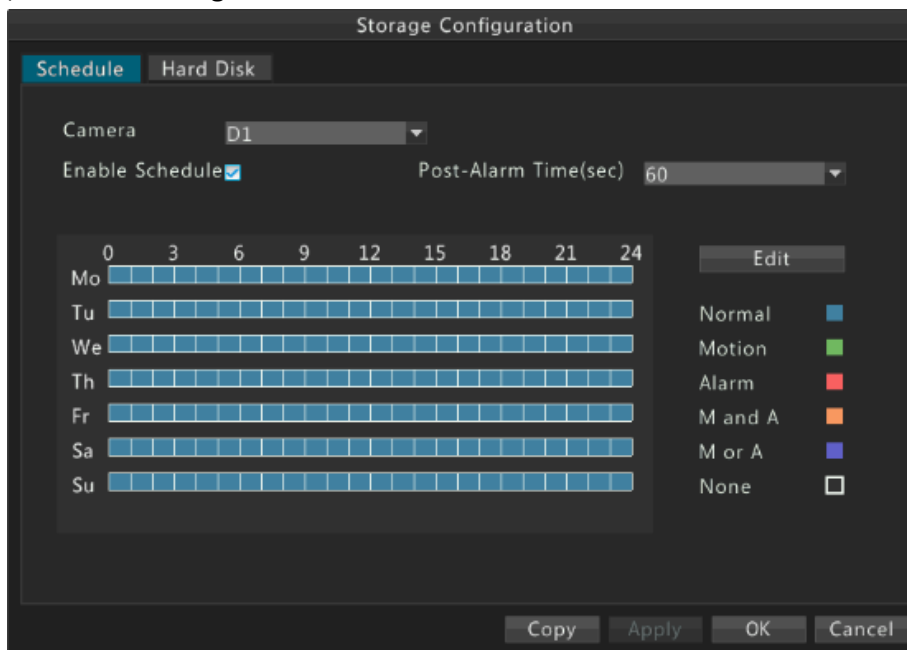 Storage Configuration
Schedule Hard Disk
Camera D1
Enable Schedule Post-Alarm Time(sec) 60
0 3 6 9 12 15 18 21 24
Edit
Mo
Tu Normal
We Motion
Th Alarm
Fr M and A
Sa M or A
Su None
Copy Apply OK Cancel